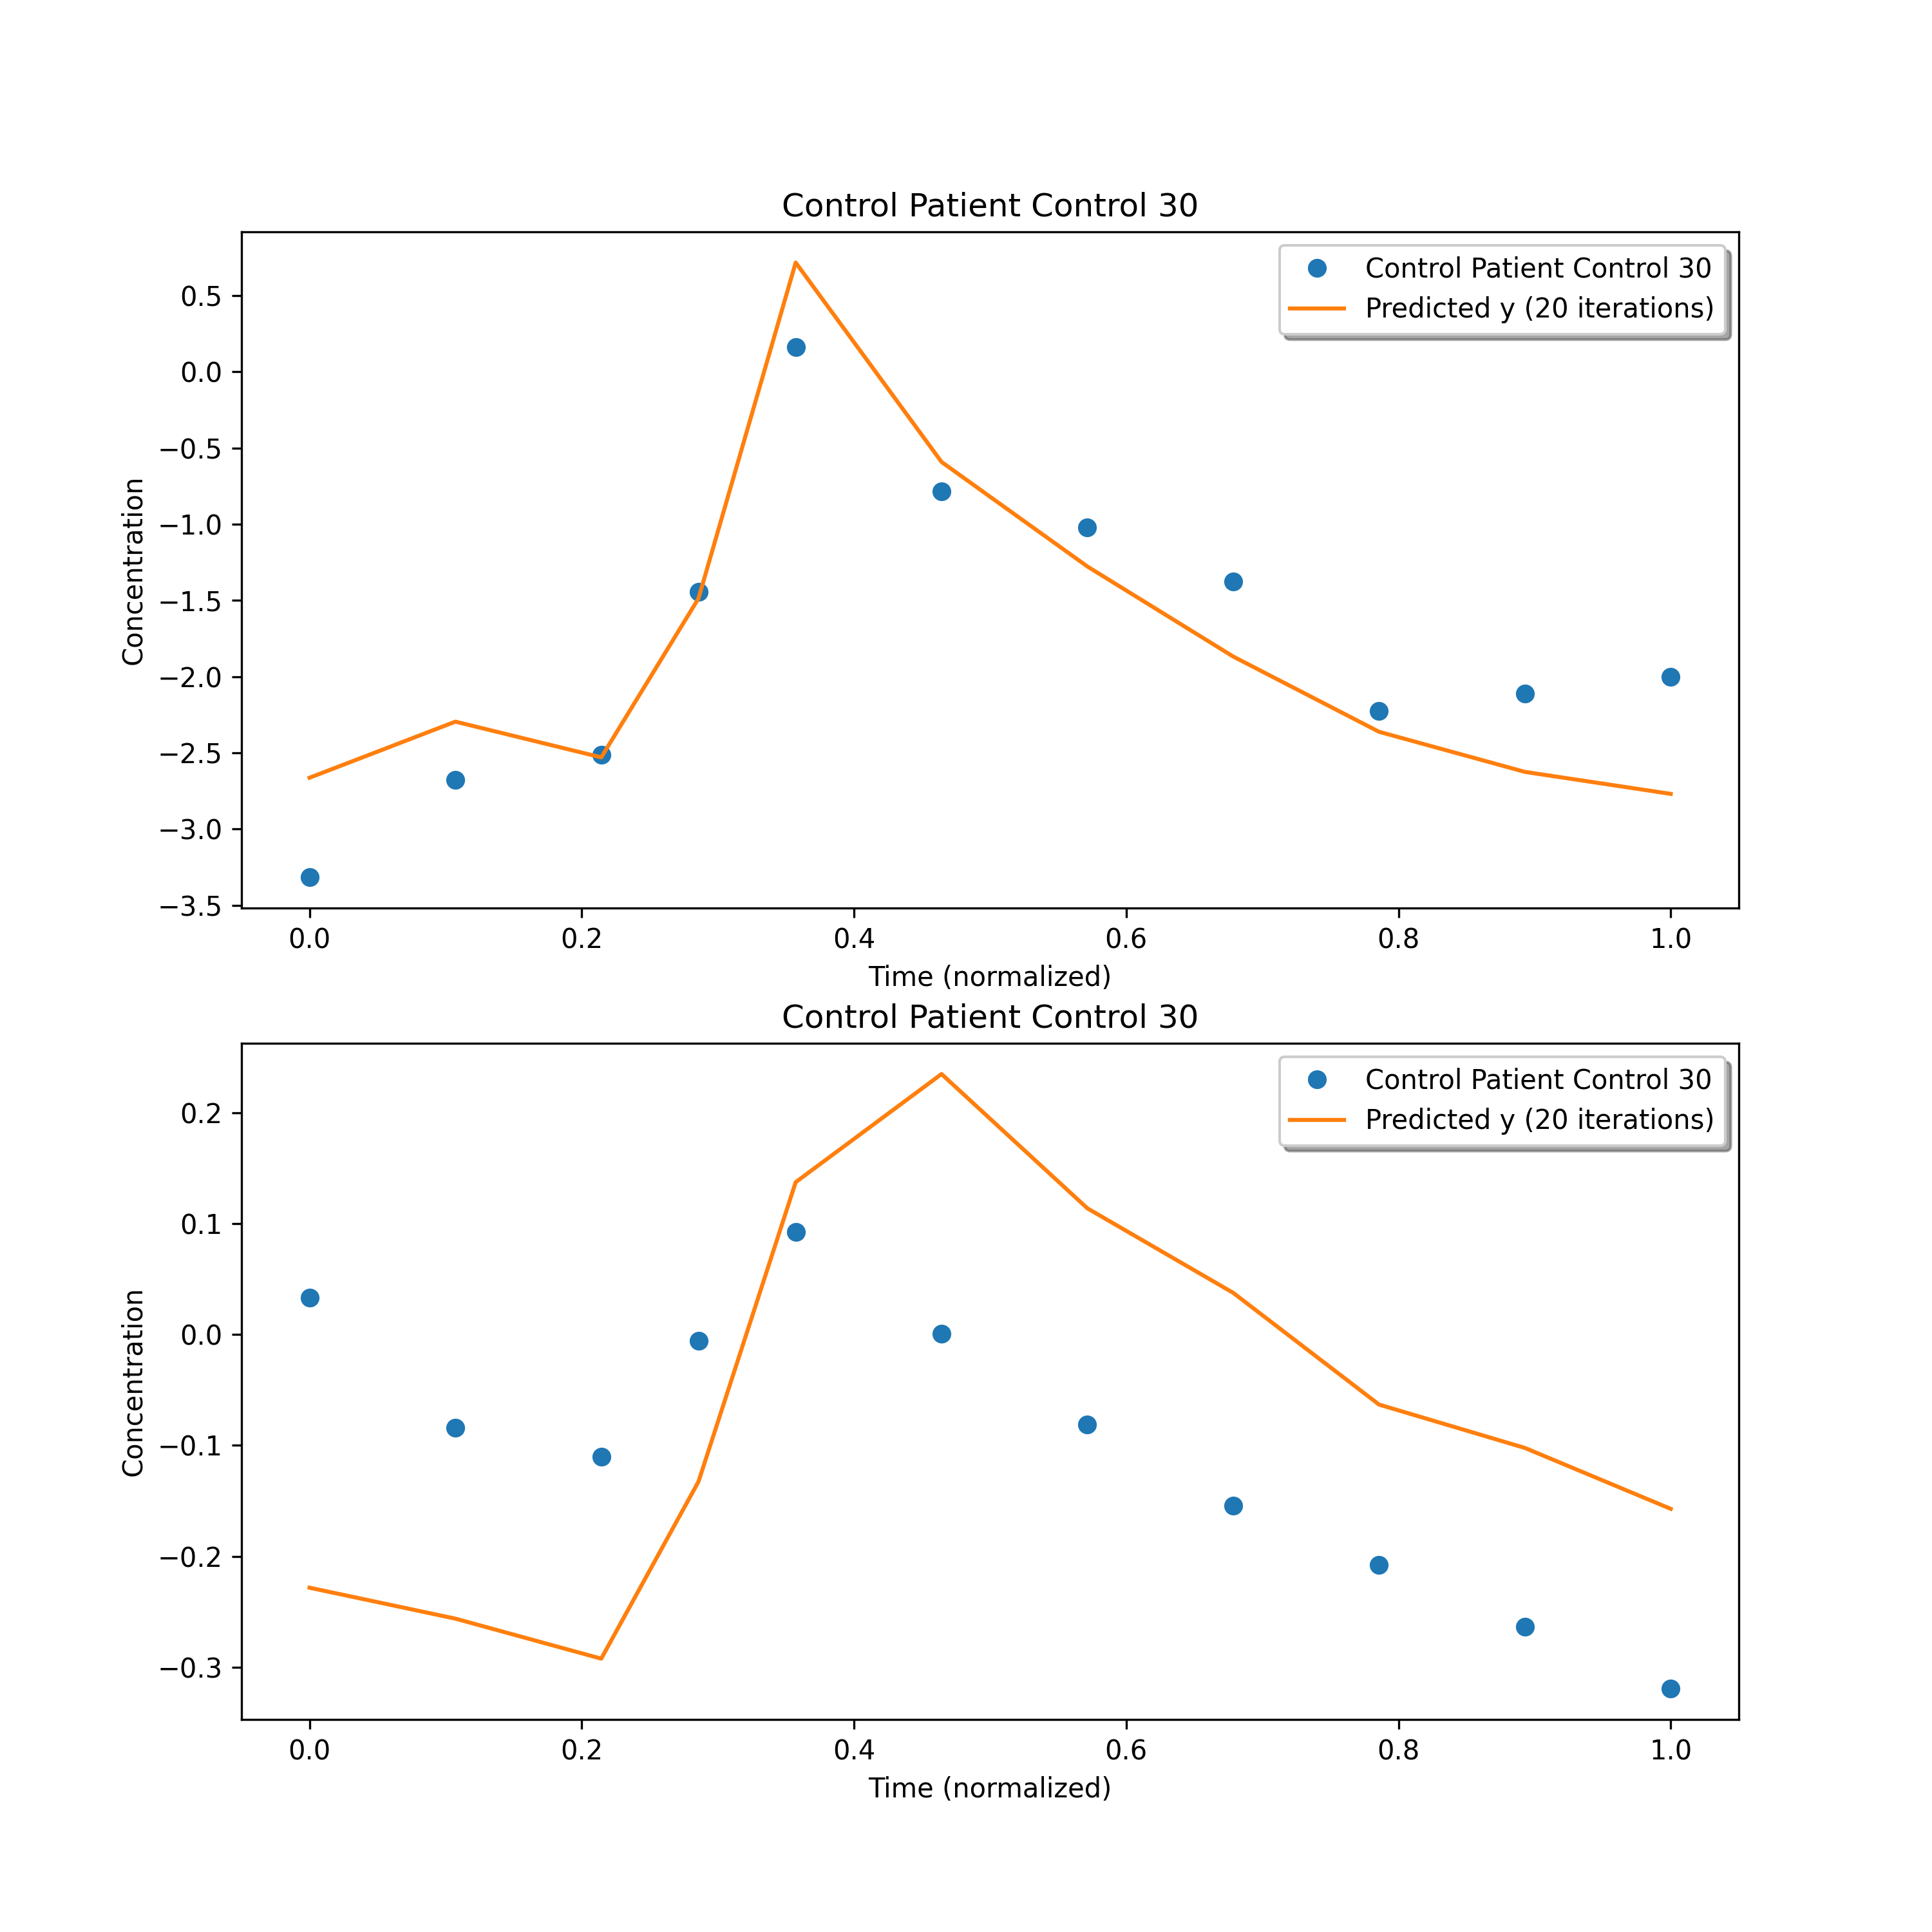 Control Patient Control 30
Control Patient Control 30
Predicted y (20 iterations)
0.5
0.0
−0.5
−1.0
−1.5
−2.0
−2.5
−3.0
−3.5
Concentration
0.0 0.2 0.4 0.6 0.8 1.0
Time (normalized)
Control Patient Control 30
Control Patient Control 30
Predicted y (20 iterations)
0.2
0.1
0.0
−0.1
−0.2
−0.3
Concentration
0.0 0.2 0.4 0.6 0.8 1.0
Time (normalized)